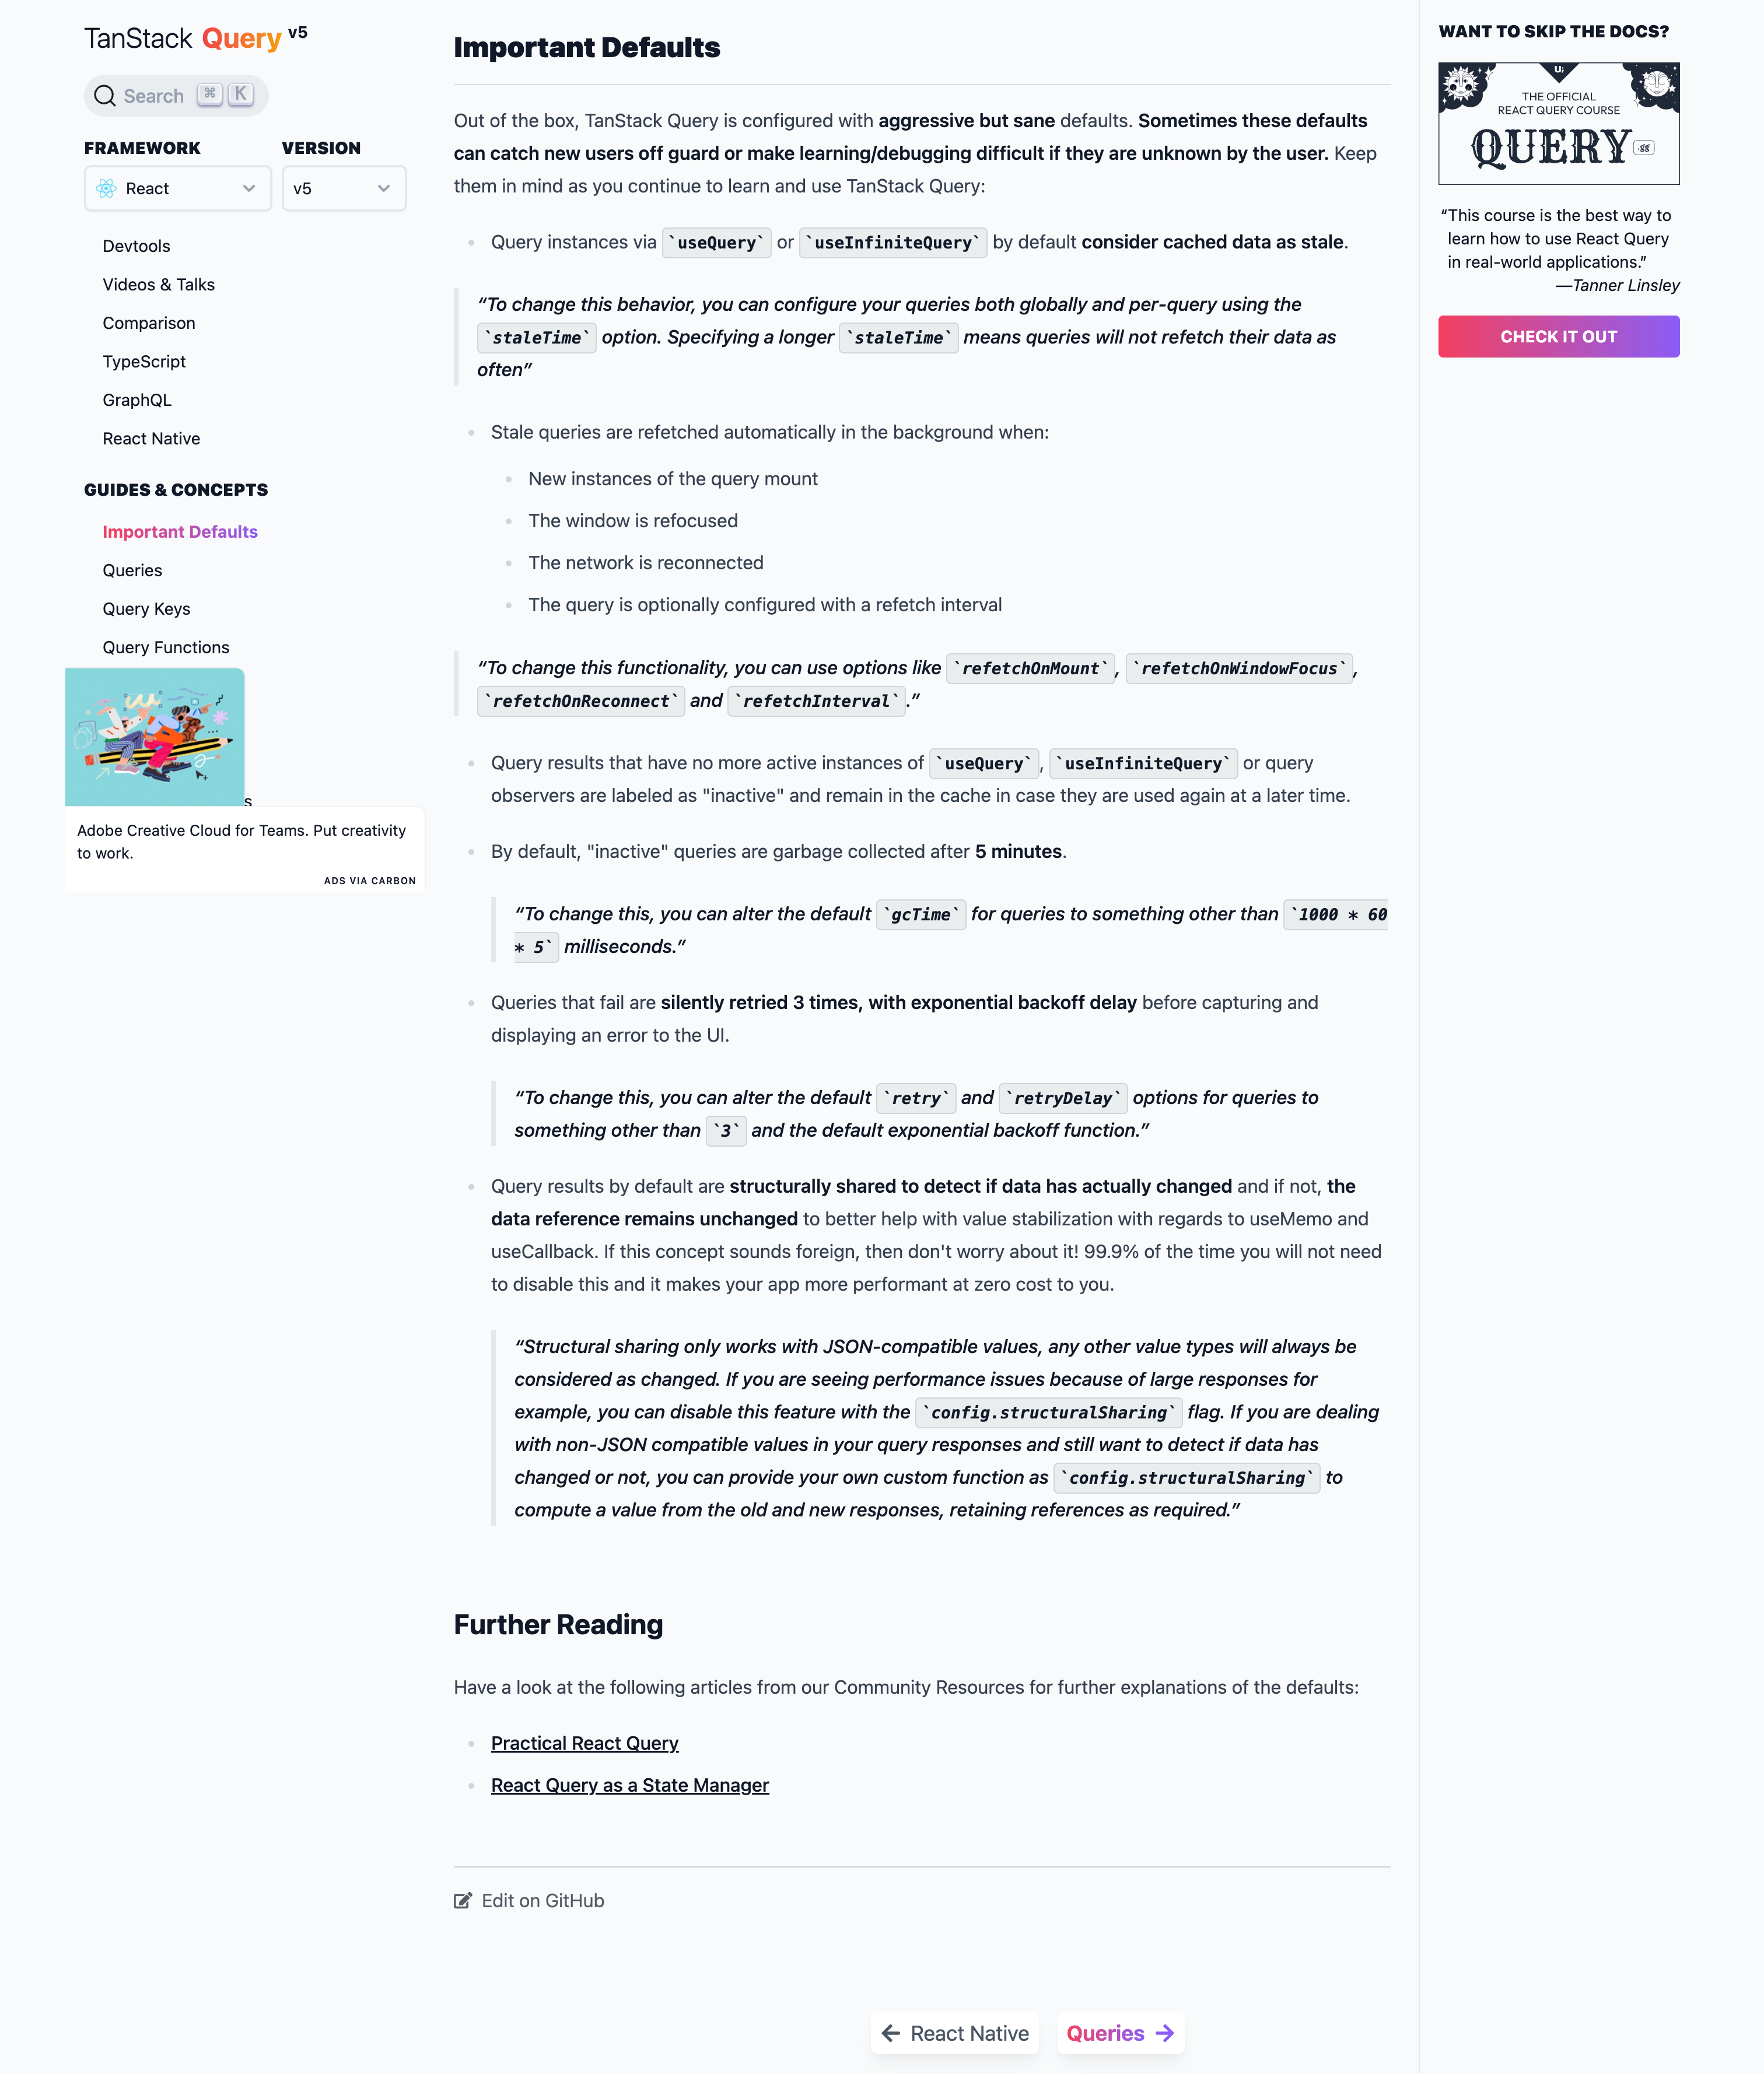 TanStack Query v5
Search ⌘ K
FRAMEWORK
VERSION
React
v5
Devtools
Videos & Talks
Comparison
TypeScript
GraphQL
React Native
GUIDES & CONCEPTS
Important Defaults
Queries
Query Keys
Query Functions
s
Adobe Creative Cloud for Teams. Put creativity
to work.
ADS VIA CARBON
Important Defaults
Out of the box, TanStack Query is configured with aggressive but sane defaults. Sometimes these defaults
can catch new users off guard or make learning/debugging difficult if they are unknown by the user. Keep
them in mind as you continue to learn and use TanStack Query:
Query instances via `useQuery` or `useInfiniteQuery` by default consider cached data as stale.
“To change this behavior, you can configure your queries both globally and per-query using the
`staleTime` option. Specifying a longer `staleTime` means queries will not refetch their data as
often”
Stale queries are refetched automatically in the background when:
New instances of the query mount
The window is refocused
The network is reconnected
The query is optionally configured with a refetch interval
“To change this functionality, you can use options like `refetchOnMount`, `refetchOnWindowFocus`,
`refetchOnReconnect` and `refetchInterval`.”
Query results that have no more active instances of `useQuery`, `useInfiniteQuery` or query
observers are labeled as "inactive" and remain in the cache in case they are used again at a later time.
By default, "inactive" queries are garbage collected after 5 minutes.
“To change this, you can alter the default `gcTime` for queries to something other than `1000 * 60
* 5` milliseconds.”
Queries that fail are silently retried 3 times, with exponential backoff delay before capturing and
displaying an error to the UI.
“To change this, you can alter the default `retry` and `retryDelay` options for queries to
something other than `3` and the default exponential backoff function.”
Query results by default are structurally shared to detect if data has actually changed and if not, the
data reference remains unchanged to better help with value stabilization with regards to useMemo and
useCallback. If this concept sounds foreign, then don't worry about it! 99.9% of the time you will not need
to disable this and it makes your app more performant at zero cost to you.
“Structural sharing only works with JSON-compatible values, any other value types will always be
considered as changed. If you are seeing performance issues because of large responses for
example, you can disable this feature with the `config.structuralSharing` flag. If you are dealing
with non-JSON compatible values in your query responses and still want to detect if data has
changed or not, you can provide your own custom function as `config.structuralSharing` to
compute a value from the old and new responses, retaining references as required.”
Further Reading
Have a look at the following articles from our Community Resources for further explanations of the defaults:
Practical React Query
React Query as a State Manager
Edit on GitHub
← React Native
Queries →
WANT TO SKIP THE DOCS?
ui
THE OFFICIAL
REACT QUERY COURSE
QUERY .gg
“This course is the best way to
learn how to use React Query
in real-world applications.”
—Tanner Linsley
CHECK IT OUT